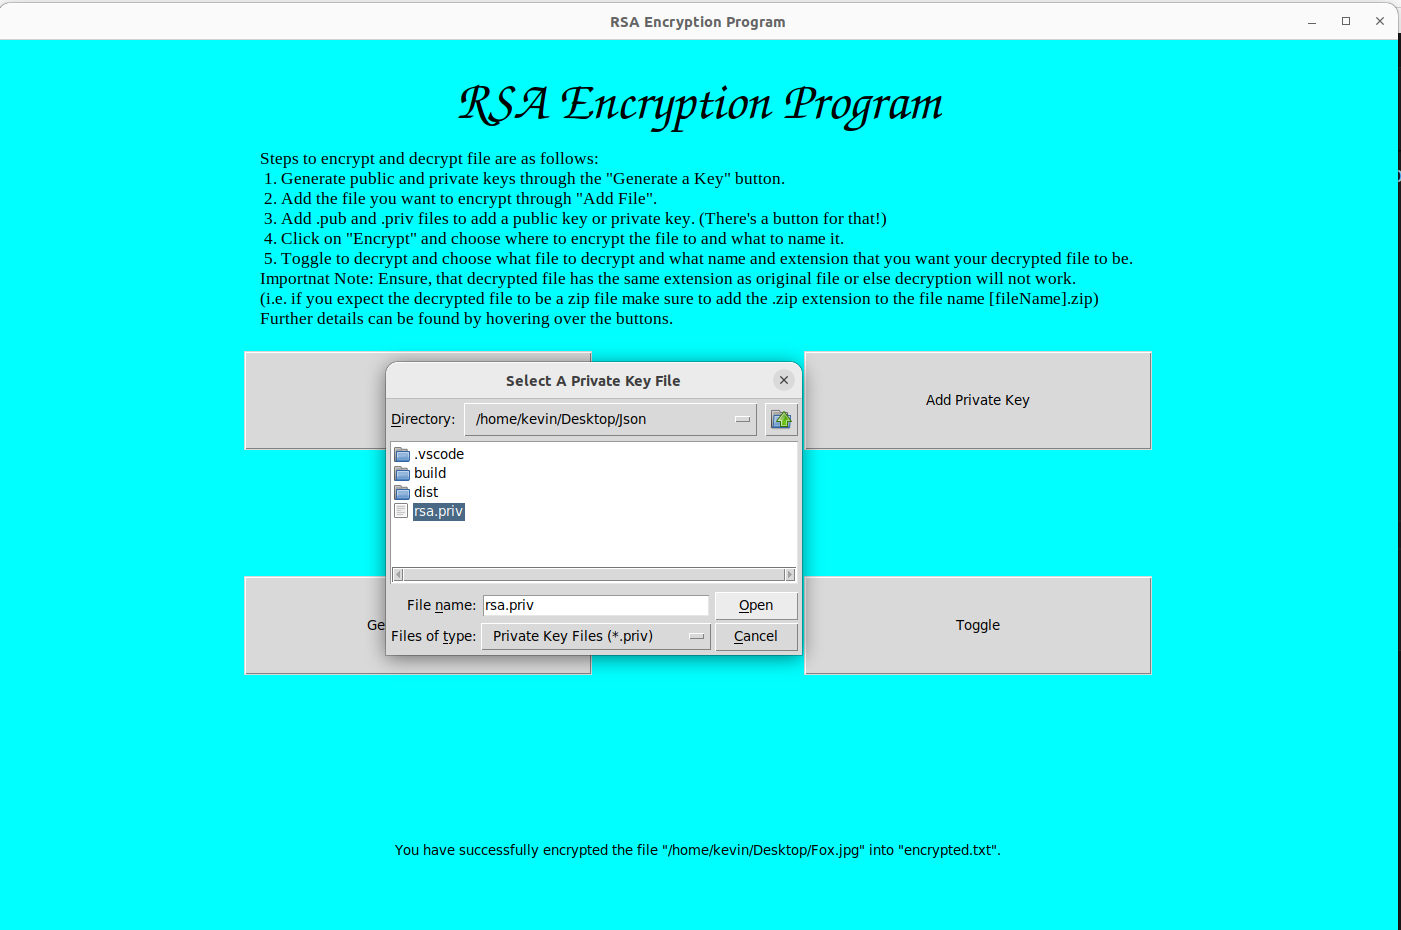 RSA Encryption Program
RSA Encryption Program
Steps to encrypt and decrypt file are as follows:
1. Generate public and private keys through the "Generate a Key" button.
2. Add the file you want to encrypt through "Add File".
3. Add .pub and .priv files to add a public key or private key. (There's a button for that!)
4. Click on "Encrypt" and choose where to encrypt the file to and what to name it.
5. Toggle to decrypt and choose what file to decrypt and what name and extension that you want your decrypted file to be.
Importnat Note: Ensure, that decrypted file has the same extension as original file or else decryption will not work.
(i.e. if you expect the decrypted file to be a zip file make sure to add the .zip extension to the file name [fileName].zip)
Further details can be found by hovering over the buttons.
Select A Private Key File
Add Private Key
Directory: /home/kevin/Desktop/Json
.vscode
build
dist
rsa.priv
File name: rsa.priv Open
Ge
Toggle
Files of type: Private Key Files (*.priv) Cancel
You have successfully encrypted the file "/home/kevin/Desktop/Fox.jpg" into "encrypted.txt".